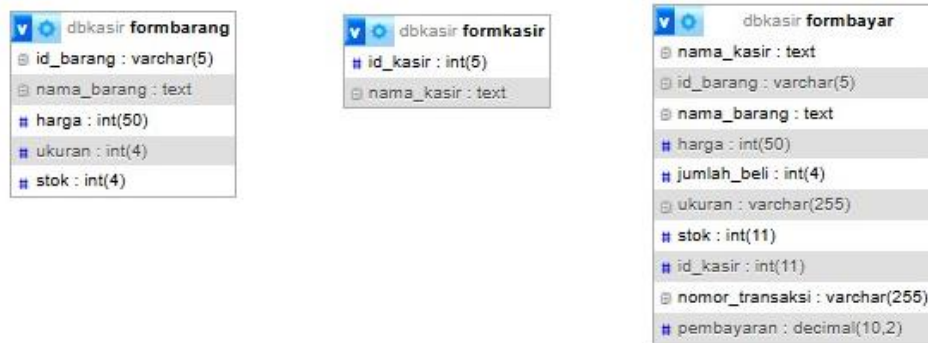 dbkasir formbarang
id_barang : varchar(5)
nama_barang : text
# harga : int(50)
# ukuran : int(4)
# stok : int(4)
dbkasir formkasir
# id_kasir : int(5)
nama_kasir : text
dbkasir formbayar
nama_kasir : text
id_barang : varchar(5)
nama_barang : text
# harga : int(50)
# jumlah_beli : int(4)
ukuran : varchar(255)
# stok : int(11)
# id_kasir : int(11)
nomor_transaksi : varchar(255)
# pembayaran : decimal(10,2)